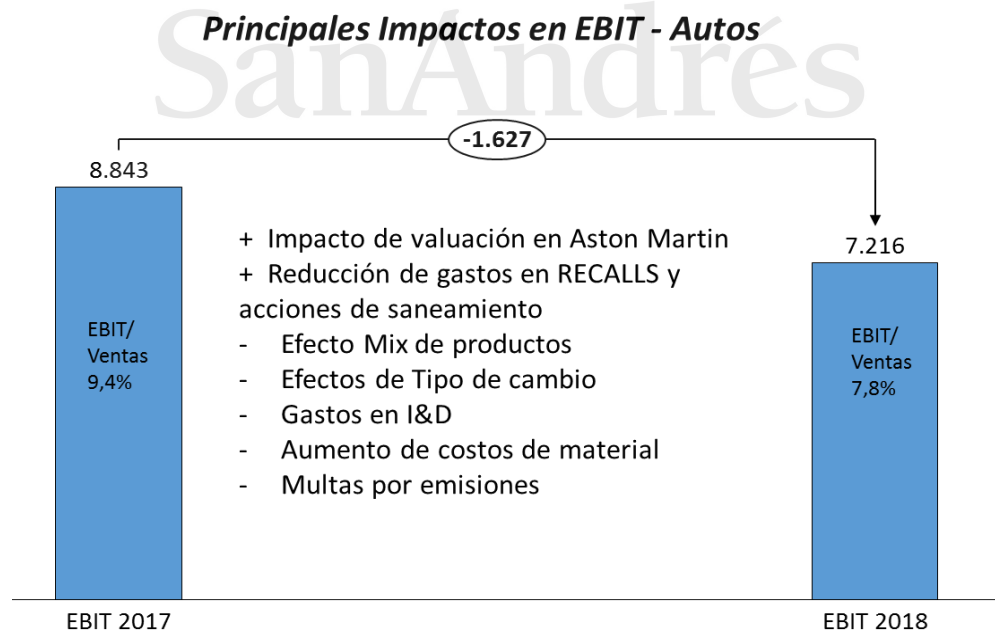 SanAndrés
Principales Impactos en EBIT - Autos
-1.627
8.843
7.216
+ Impacto de valuación en Aston Martin
+ Reducción de gastos en RECALLS y
acciones de saneamiento
- Efecto Mix de productos
- Efectos de Tipo de cambio
- Gastos en I&D
- Aumento de costos de material
- Multas por emisiones
EBIT/
Ventas
9,4%
EBIT/
Ventas
7,8%
EBIT 2017
EBIT 2018